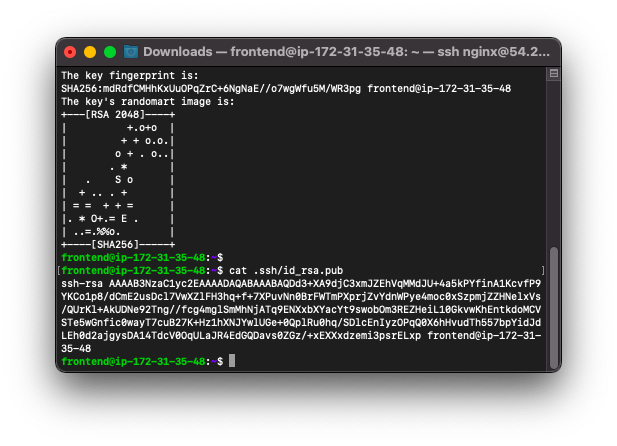 Downloads — frontend@ip-172-31-35-48: ~ — ssh nginx@54.2...
The key fingerprint is:
SHA256:mdRdfCMHhKxUuOPqZrC+6NgNaE//o7wgWfu5M/WR3pg frontend@ip-172-31-35-48
The key's randomart image is:
+---[RSA 2048]----+
|          +.o+o  |
|         + + o.o.|
|        o + . o..|
|       . *       |
|   .    S o      |
|  + .. . +       |
| = =  + + =      |
|. * O+.= E .     |
| ..=.%%o.        |
+----[SHA256]-----+
frontend@ip-172-31-35-48:~$
[frontend@ip-172-31-35-48:~$ cat .ssh/id_rsa.pub ]
ssh-rsa AAAAB3NzaC1yc2EAAAADAQABAAABAQDd3+XA9djC3xmJZEhVqMMdJU+4a5kPYfinA1KcvfP9
YKCo1p8/dCmE2usDcl7VwXZlFH3hq+f+7XPuvNn0BrFWTmPXprjZvYdnWPye4moc0xSzpmjZZHNelxVs
/QUrKl+AkUDNe92Tng//fcg4mglSmMhNjATq9ENXxbXYacYt9swobOm3REZHeiL10GkvwKhEntkdoMCV
STe5wGnfic0wayT7cuB27K+Hz1hXNJYwlUGe+0QplRu0hq/SDlcEnIyzOPqQ0X6hHvudTh557bpYidJd
LEh0d2ajgysDA14TdcV0OqULaJR4EdGQDavs0ZGz/+xEXXxdzemi3psrELxp frontend@ip-172-31-
35-48
frontend@ip-172-31-35-48:~$